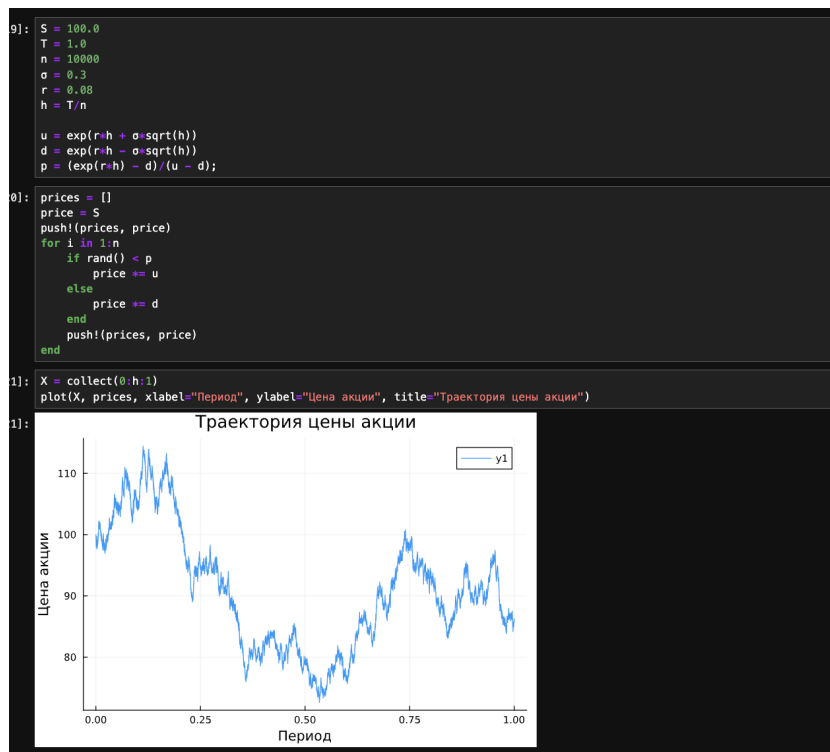 9]:
S = 100.0
T = 1.0
n = 10000
σ = 0.3
r = 0.08
h = T/n
u = exp(r*h + σ*sqrt(h))
d = exp(r*h - σ*sqrt(h))
p = (exp(r*h) - d)/(u - d);
0]:
prices = []
price = S
push!(prices, price)
for i in 1:n
    if rand() < p
        price *= u
    else
        price *= d
    end
    push!(prices, price)
end
1]:
X = collect(0:h:1)
plot(X, prices, xlabel="Период", ylabel="Цена акции", title="Траектория цены акции")
1]:
Траектория цены акции
y1
Цена акции
110
100
90
80
0.00 0.25 0.50 0.75 1.00
Период